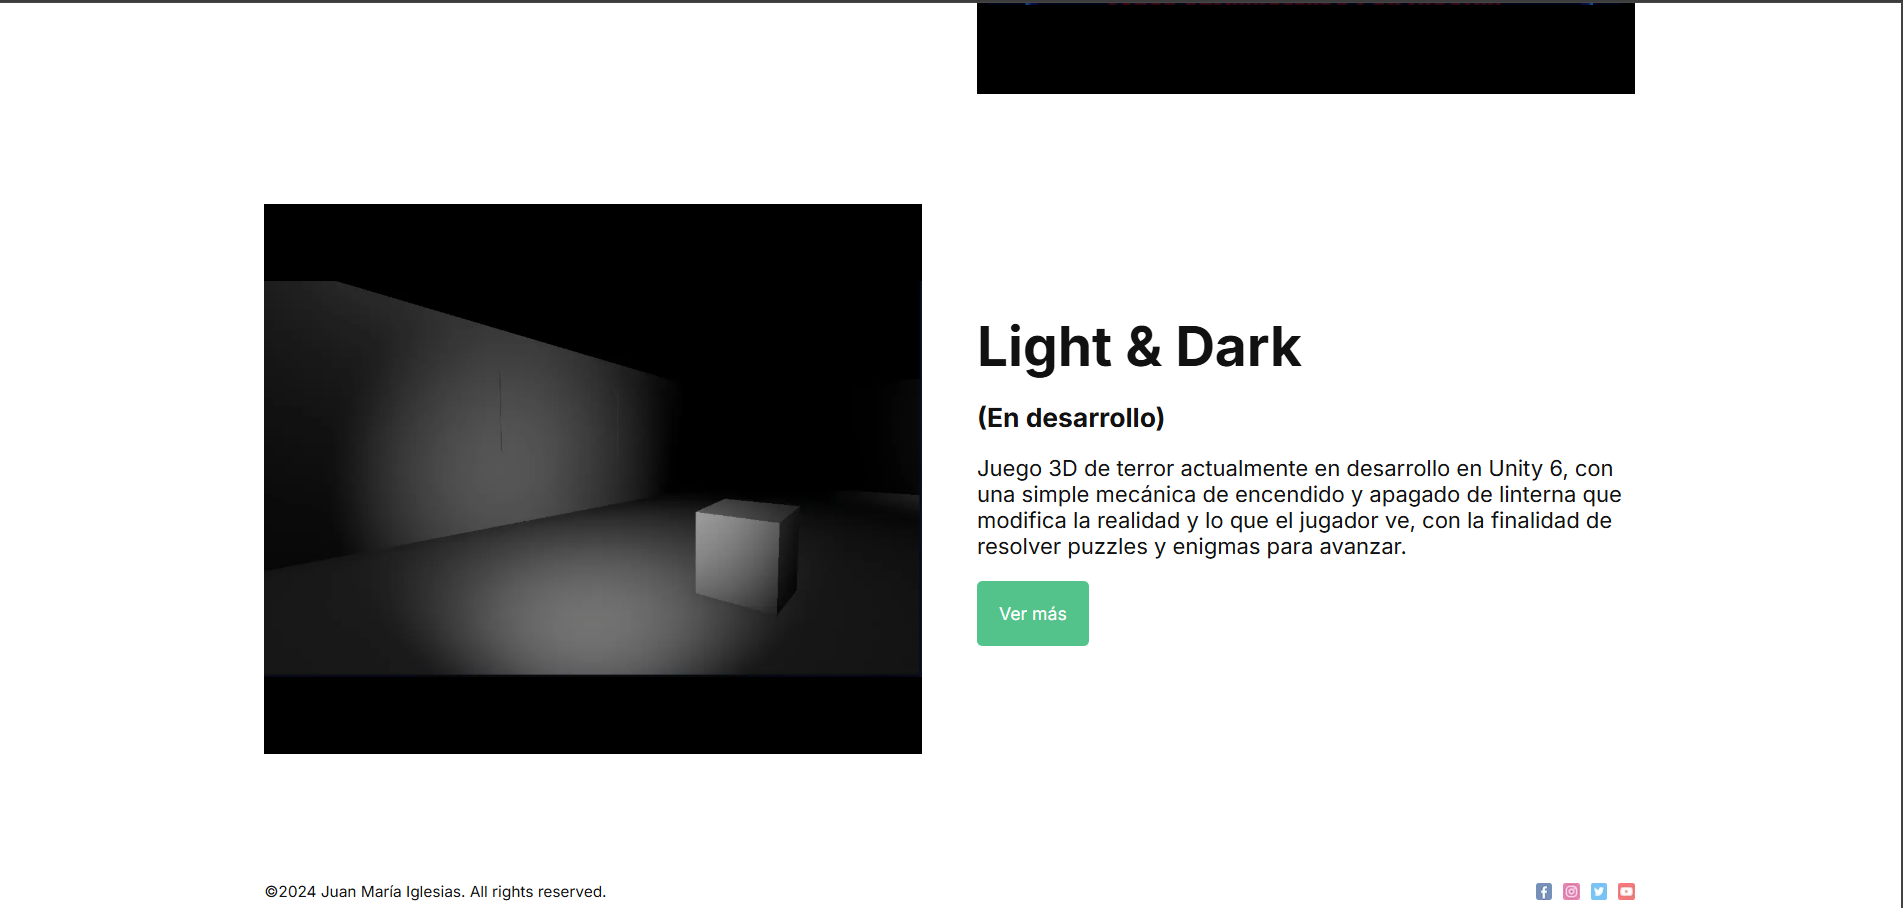 Light & Dark
(En desarrollo)
Juego 3D de terror actualmente en desarrollo en Unity 6, con
una simple mecánica de encendido y apagado de linterna que
modifica la realidad y lo que el jugador ve, con la finalidad de
resolver puzzles y enigmas para avanzar.
Ver más
©2024 Juan María Iglesias. All rights reserved.